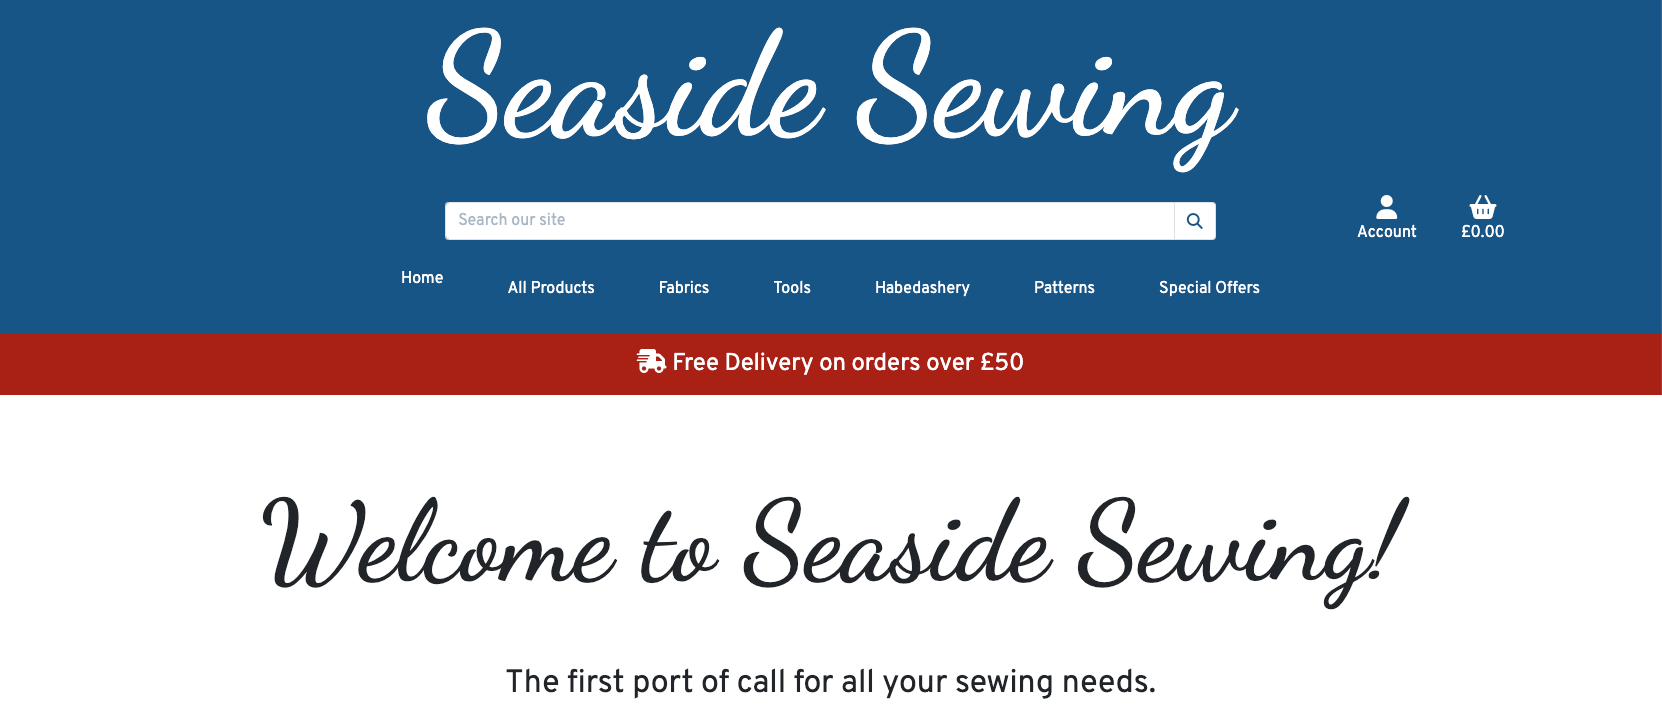 Seaside Sewing
Search our site
Account
£0.00
Home
All Products
Fabrics
Tools
Habedashery
Patterns
Special Offers
Free Delivery on orders over £50
Welcome to Seaside Sewing!
The first port of call for all your sewing needs.